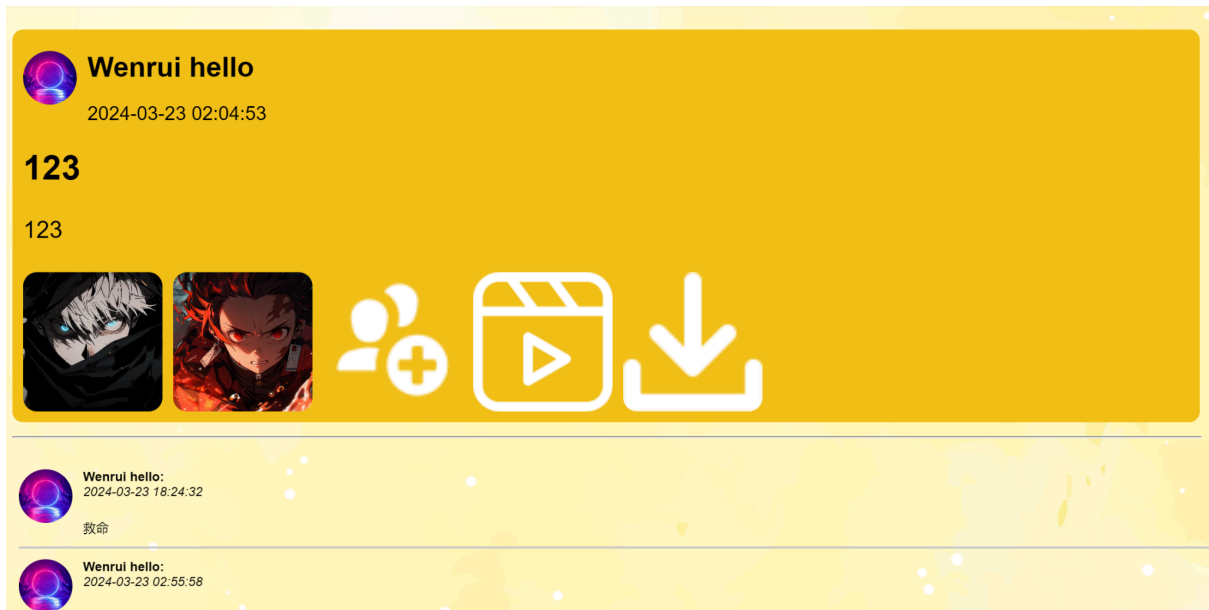 Wenrui hello
2024-03-23 02:04:53
123
123
Wenrui hello:
2024-03-23 18:24:32
救命
Wenrui hello:
2024-03-23 02:55:58